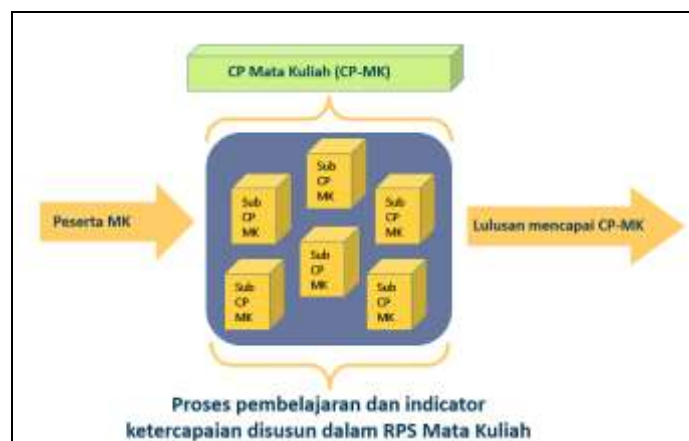 CP Mata Kuliah (CP-MK)
Sub
CP
MK
Sub
CP
MK
Sub
CP
MK
Peserta MK
Lulusan mencapai CP-MK
Sub
CP
MK
Sub
CP
MK
Sub
CP
MK
Proses pembelajaran dan indicator
ketercapaian disusun dalam RPS Mata Kuliah